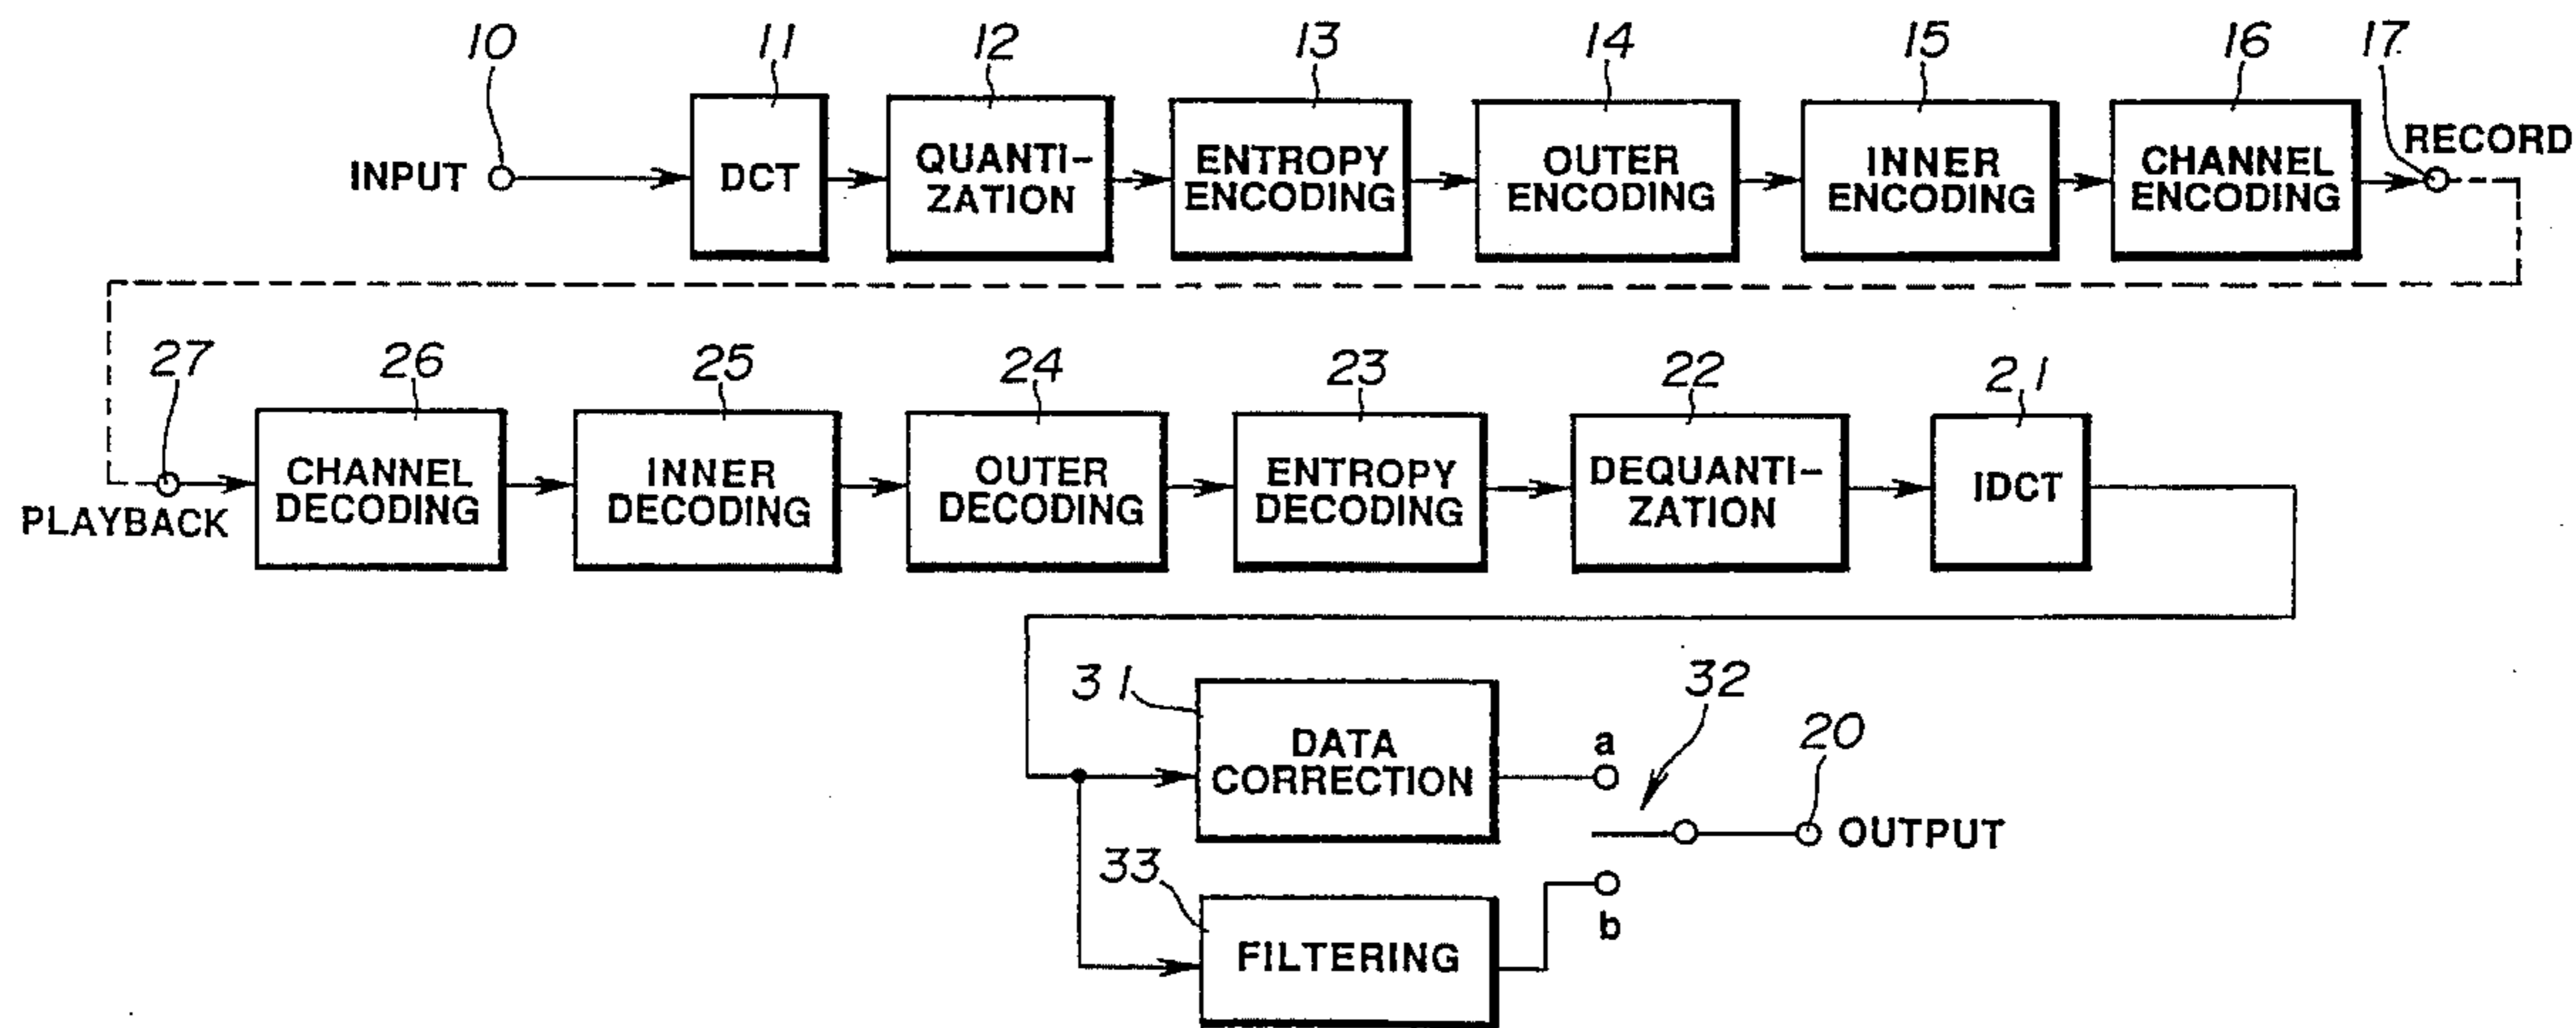 10 11 12 13 14 15 16 17
INPUT
DCT
QUANTI-
ZATION
ENTROPY
ENCODING
OUTER
ENCODING
INNER
ENCODING
CHANNEL
ENCODING
RECORD
27 26 25 24 23 22 21
PLAYBACK
CHANNEL
DECODING
INNER
DECODING
OUTER
DECODING
ENTROPY
DECODING
DEQUANTI-
ZATION
IDCT
31
DATA
CORRECTION
a
32
20
OUTPUT
33
FILTERING
b